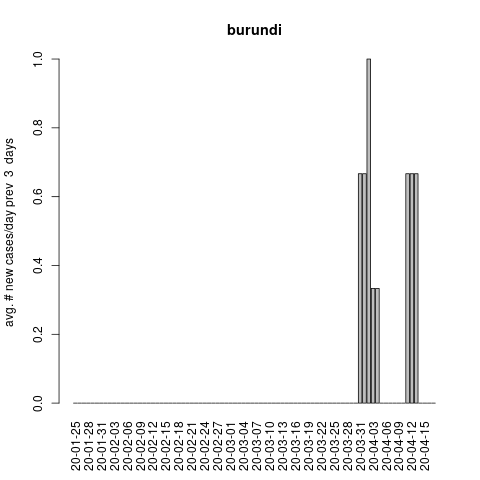 burundi
avg. # new cases/day prev 3 days
0.0 0.2 0.4 0.6 0.8 1.0
20-01-25 20-01-28 20-01-31 20-02-03 20-02-06 20-02-09 20-02-12 20-02-15 20-02-18 20-02-21 20-02-24 20-02-27 20-03-01 20-03-04 20-03-07 20-03-10 20-03-13 20-03-16 20-03-19 20-03-22 20-03-25 20-03-28 20-03-31 20-04-03 20-04-06 20-04-09 20-04-12 20-04-15